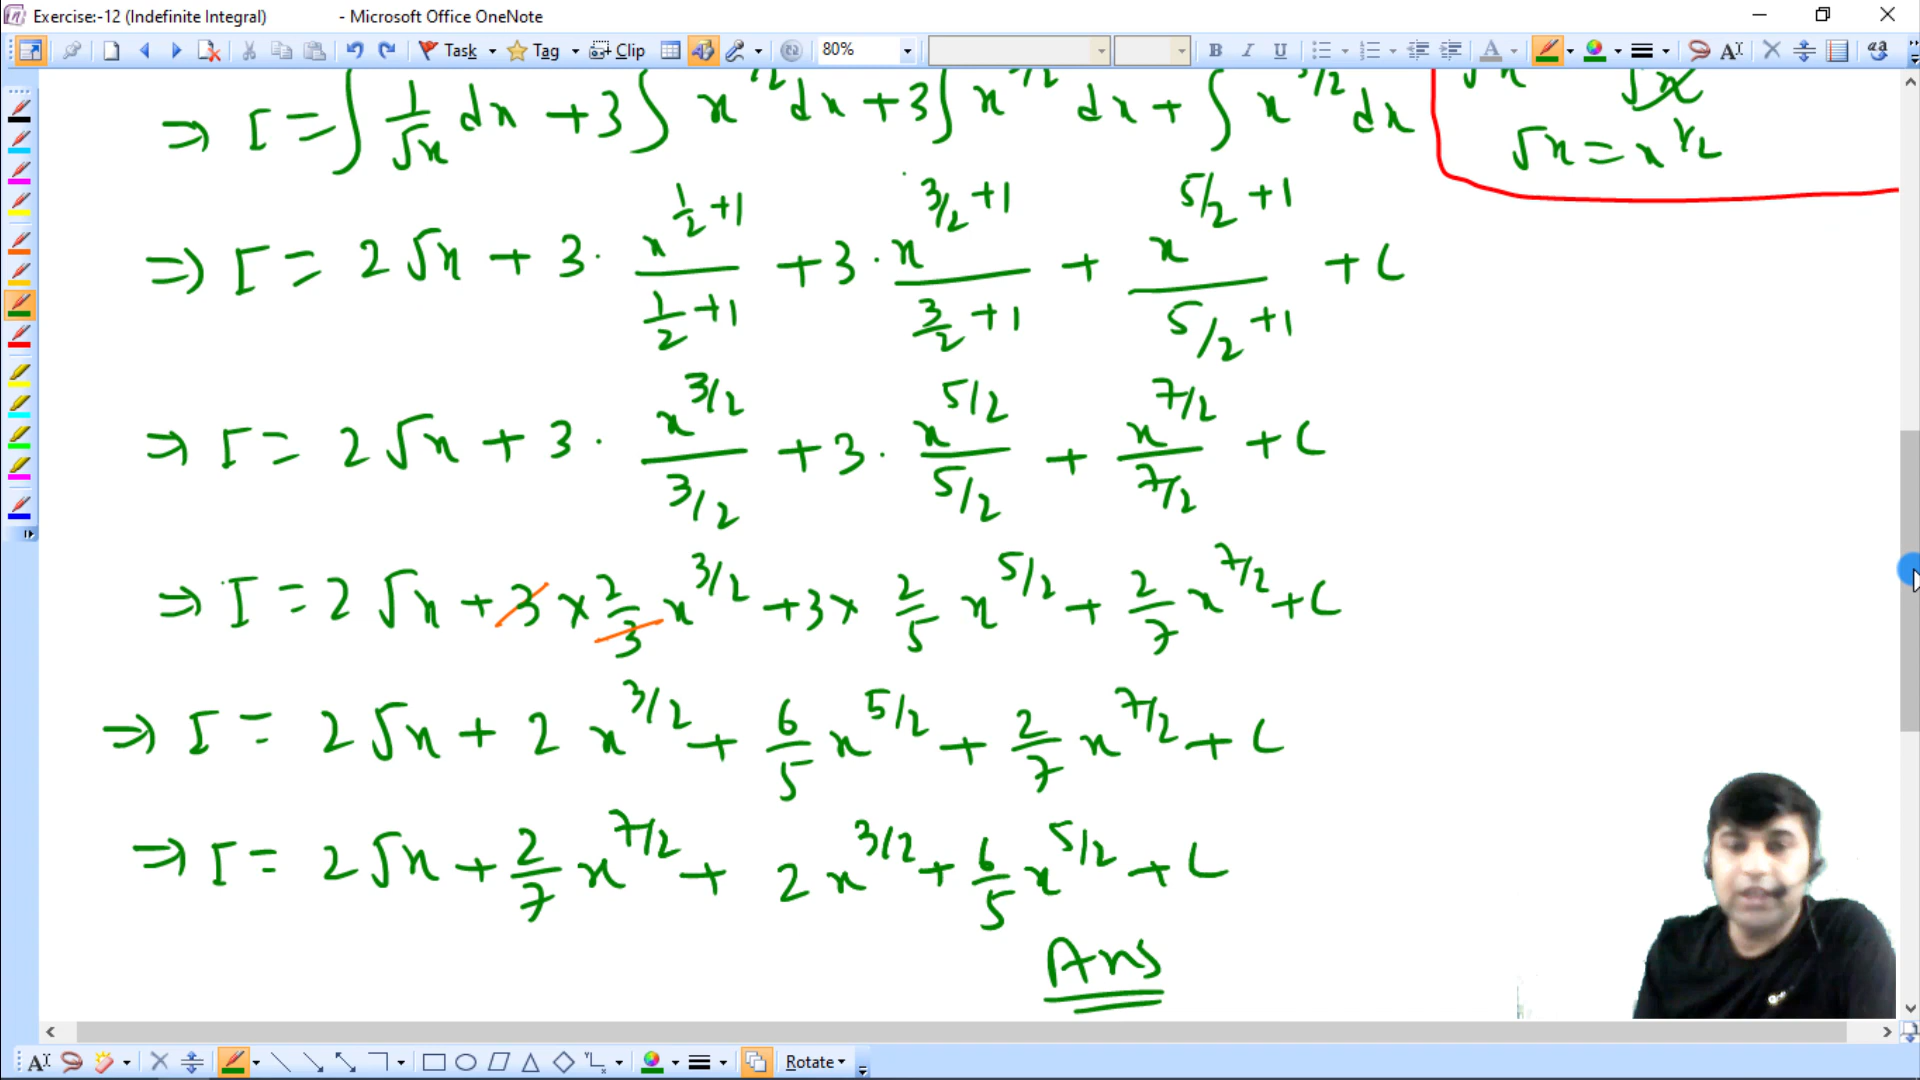 Exercise:-12 (Indefinite Integral) - Microsoft Office OneNote
Task Tag Clip 80% B I U A
⇒ I = ∫ 1/√x dx + 3∫ x^1/2 dx + 3∫ x^3/2 dx + ∫ x^5/2 dx
√x √x
√x = x^1/2
⇒ I = 2√x + 3· x^(1/2+1)/(1/2+1) + 3· x^(3/2+1)/(3/2+1) + x^(5/2+1)/(5/2+1) + C
⇒ I = 2√x + 3· x^3/2/(3/2) + 3· x^5/2/(5/2) + x^7/2/(7/2) + C
⇒ I = 2√x + 3 × 2/3 x^3/2 + 3 × 2/5 x^5/2 + 2/7 x^7/2 + C
⇒ I = 2√x + 2 x^3/2 + 6/5 x^5/2 + 2/7 x^7/2 + C
⇒ I = 2√x + 2/7 x^7/2 + 2x^3/2 + 6/5 x^5/2 + C
Ans
Rotate